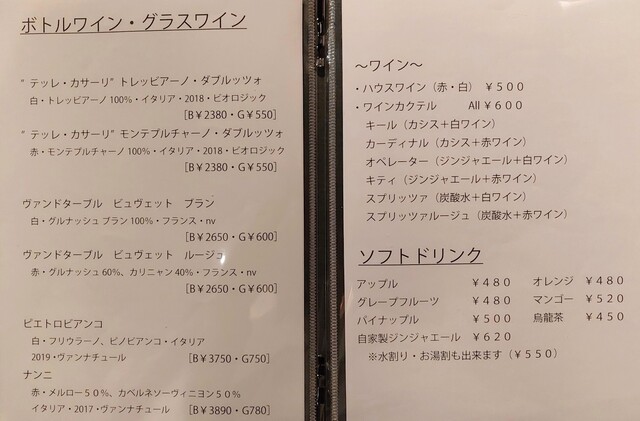 ボトルワイン・グラスワイン
"テッレ・カサーリ" トレッビアーノ・ダブルッツォ
白・トレッビアーノ 100%・イタリア・2018・ビオロジック
[B￥2380・G￥550]
"テッレ・カサーリ" モンテプルチャーノ・ダブルッツォ
赤・モンテプルチャーノ 100%・イタリア・2018・ビオロジック
[B￥2380・G￥550]
ヴァンドターブル ビュヴェット ブラン
白・グルナッシュ ブラン 100%・フランス・nv
[B￥2650・G￥600]
ヴァンドターブル ビュヴェット ルージュ
赤・グルナッシュ 60%、カリニャン 40%・フランス・nv
[B￥2650・G￥600]
ピエトロビアンコ
白・フリウラーノ、ピノビアンコ・イタリア
2019・ヴァンナチュール [B￥3750・G750]
ナンニ
赤・メルロー５０%、カベルネソーヴィニヨン５０%
イタリア・2017・ヴァンナチュール [B￥3890・G780]
～ワイン～
・ハウスワイン（赤・白） ￥５００
・ワインカクテル All￥６００
キール（カシス＋白ワイン）
カーディナル（カシス＋赤ワイン）
オペレーター（ジンジャエール＋白ワイン）
キティ（ジンジャエール＋赤ワイン）
スプリッツァ（炭酸水＋白ワイン）
スプリッツァルージュ（炭酸水＋赤ワイン）
ソフトドリンク
アップル ￥４８０ オレンジ ￥４８０
グレープフルーツ ￥４８０ マンゴー ￥５２０
パイナップル ￥５００ 烏龍茶 ￥４５０
自家製ジンジャエール ￥６２０
※水割り・お湯割も出来ます（￥５５０）